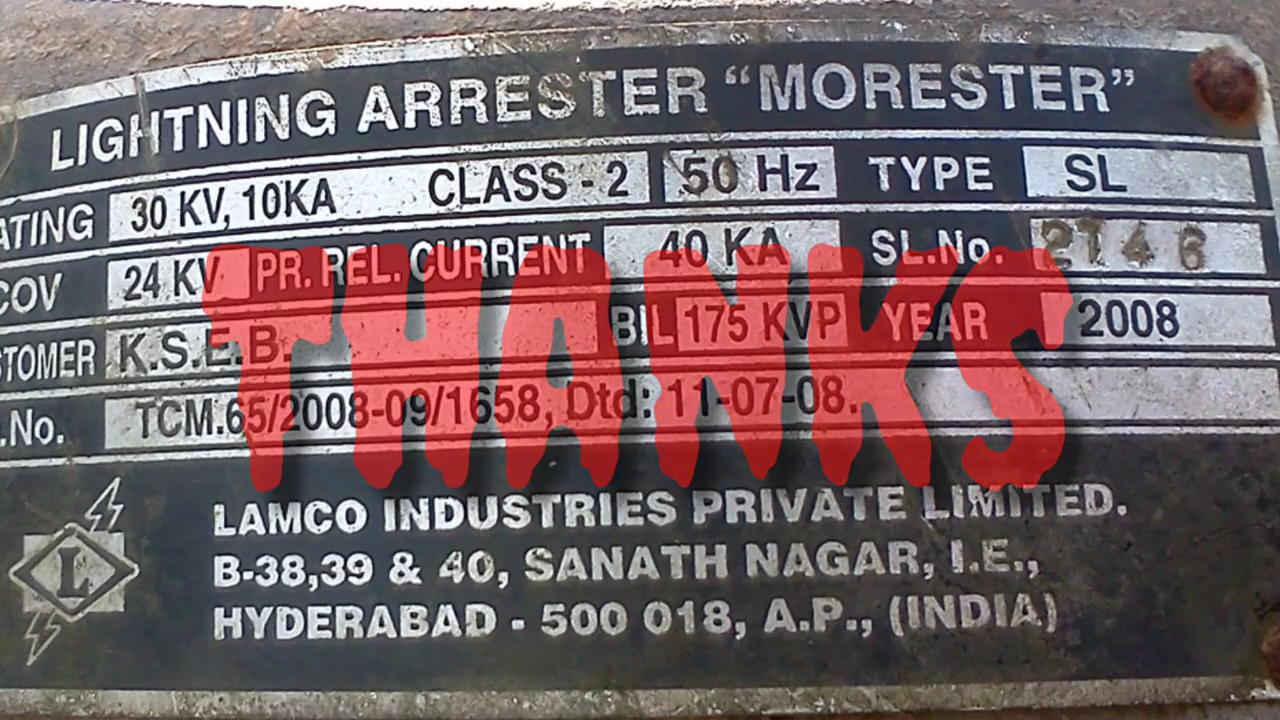 LIGHTNING ARRESTER “MORESTER”
ATING 30 KV, 10KA CLASS - 2 50 Hz TYPE SL
COV 24 KV PR. REL. CURRENT 40 KA SL.No. 2146
STOMER K.S.E.B. BIL 175 KVP YEAR 2008
.No. TCM.65/2008-09/1658, Dtd: 11-07-08.
THANKS
L
LAMCO INDUSTRIES PRIVATE LIMITED.
B-38,39 & 40, SANATH NAGAR, I.E.,
HYDERABAD - 500 018, A.P., (INDIA)